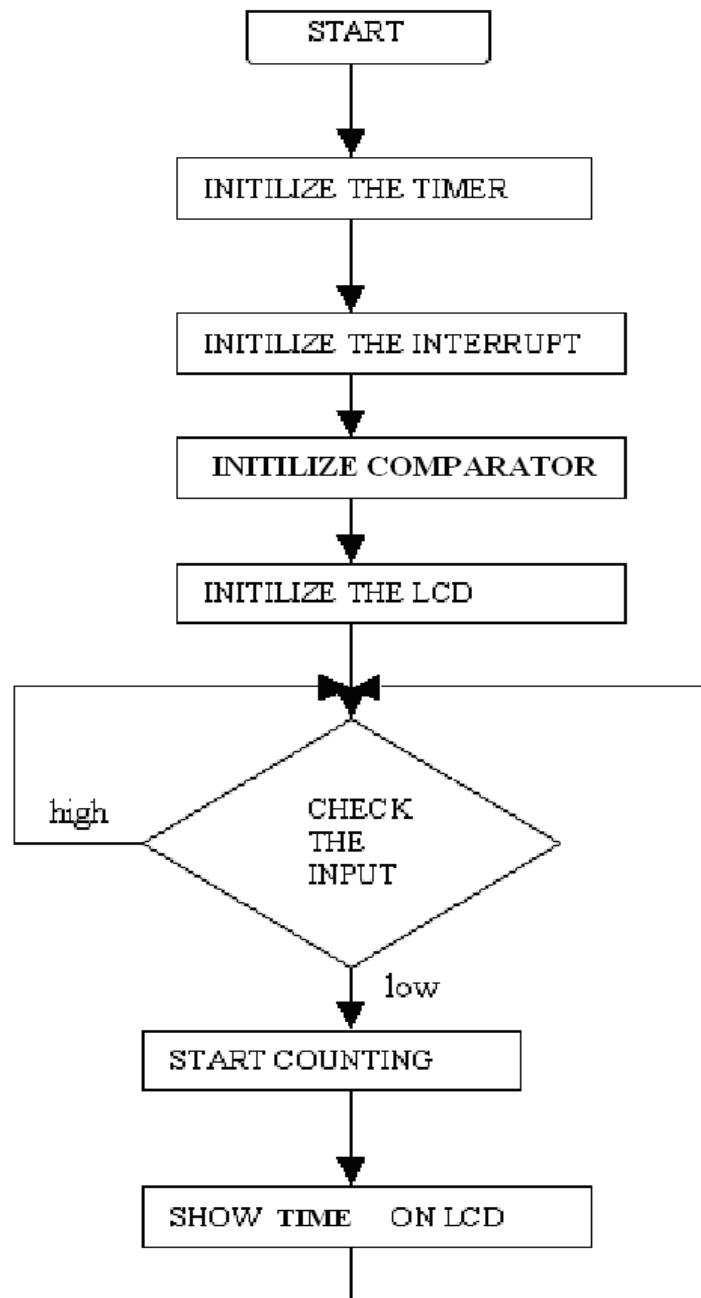 START
INITILIZE THE TIMER
INITILIZE THE INTERRUPT
INITILIZE COMPARATOR
INITILIZE THE LCD
high
CHECK
THE
INPUT
low
START COUNTING
SHOW TIME ON LCD